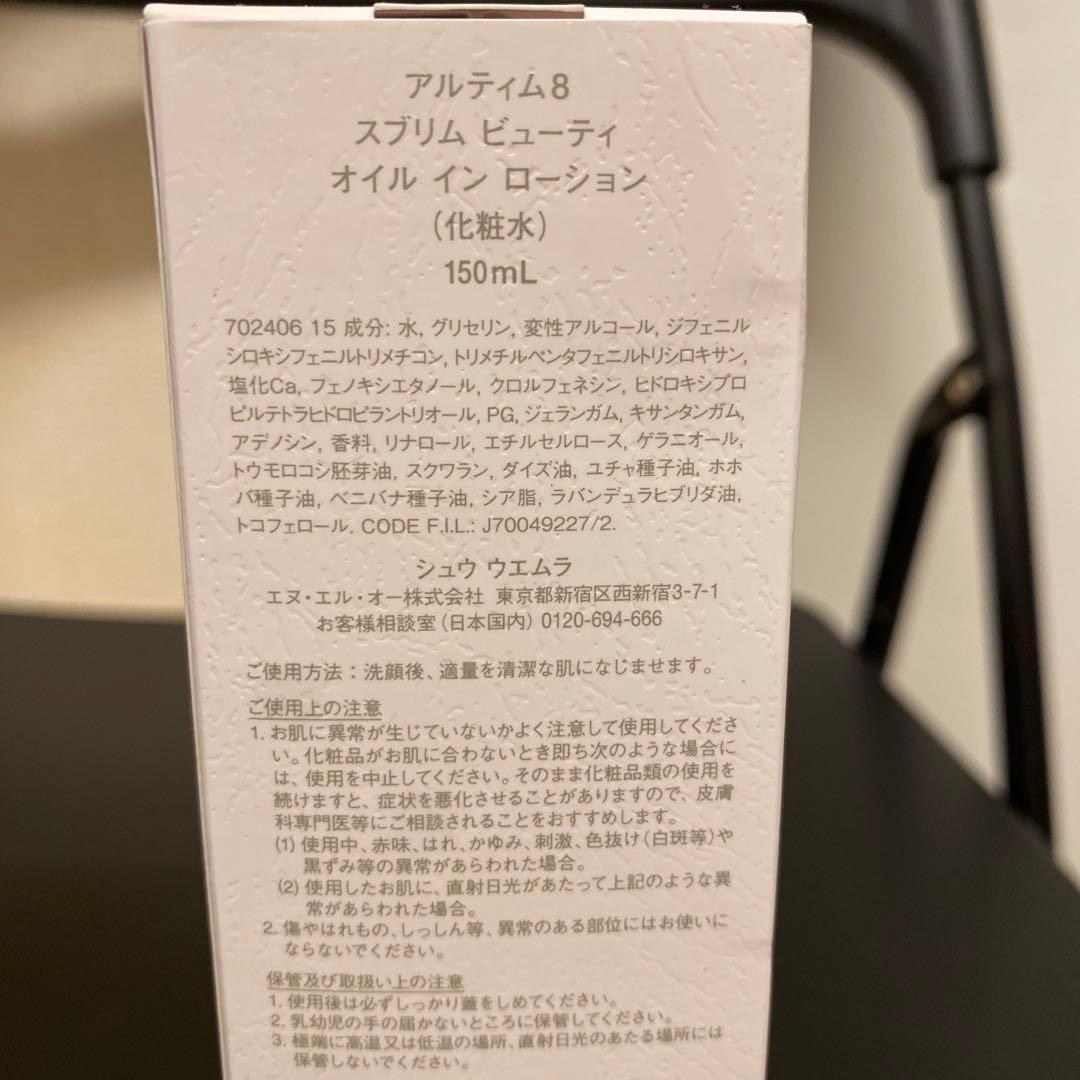 アルティム8
スブリム ビューティ
オイル イン ローション
(化粧水)
150mL
702406 15 成分: 水, グリセリン, 変性アルコール, ジフェニル
シロキシフェニルトリメチコン, トリメチルペンタフェニルトリシロキサン,
塩化Ca, フェノキシエタノール, クロルフェネシン, ヒドロキシプロ
ピルテトラヒドロピラントリオール, PG, ジェランガム, キサンタンガム,
アデノシン, 香料, リナロール, エチルセルロース, ゲラニオール,
トウモロコシ胚芽油, スクワラン, ダイズ油, ユチャ種子油, ホホ
バ種子油, ベニバナ種子油, シア脂, ラバンデュラヒブリダ油,
トコフェロール. CODE F.I.L.: J70049227/2.
シュウ ウエムラ
エヌ・エル・オー株式会社 東京都新宿区西新宿3-7-1
お客様相談室(日本国内) 0120-694-666
ご使用方法:洗顔後、適量を清潔な肌になじませます。
ご使用上の注意
1. お肌に異常が生じていないかよく注意して使用してくださ
い。化粧品がお肌に合わないとき即ち次のような場合に
は、使用を中止してください。そのまま化粧品類の使用を
続けますと、症状を悪化させることがありますので、皮膚
科専門医等にご相談されることをおすすめします。
(1) 使用中、赤味、はれ、かゆみ、刺激、色抜け(白斑等)や
黒ずみ等の異常があらわれた場合。
(2) 使用したお肌に、直射日光があたって上記のような異
常があらわれた場合。
2. 傷やはれもの、しっしん等、異常のある部位にはお使いに
ならないでください。
保管及び取扱い上の注意
1. 使用後は必ずしっかり蓋をしめてください。
2. 乳幼児の手の届かないところに保管してください。
3. 極端に高温又は低温の場所、直射日光のあたる場所には
保管しないでください。